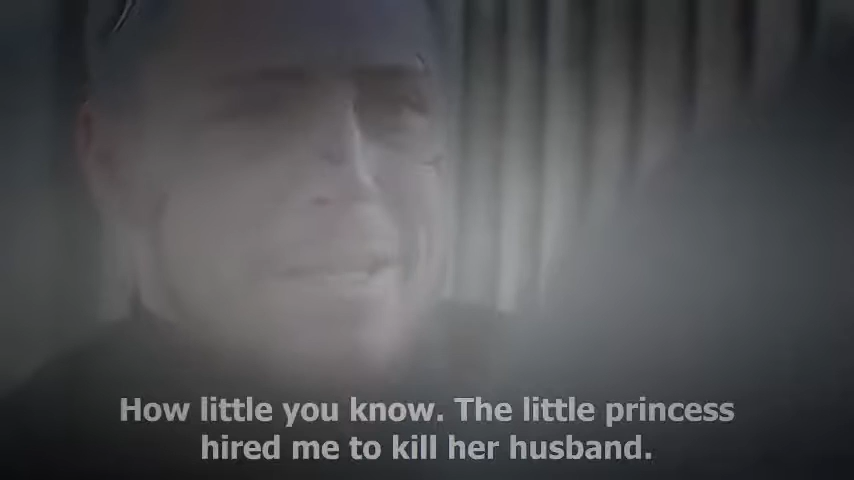 How little you know. The little princess
hired me to kill her husband.